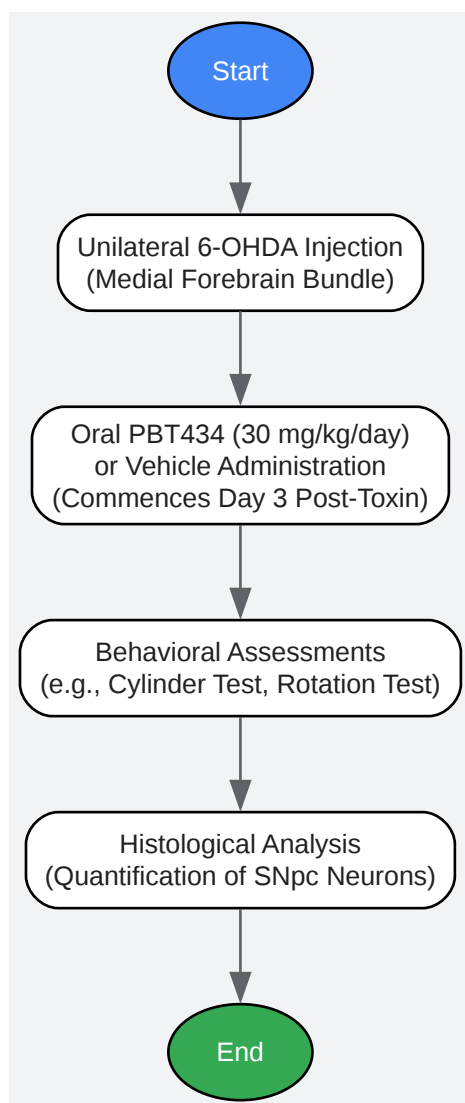 Start
Unilateral 6-OHDA Injection
(Medial Forebrain Bundle)
Oral PBT434 (30 mg/kg/day)
or Vehicle Administration
(Commences Day 3 Post-Toxin)
Behavioral Assessments
(e.g., Cylinder Test, Rotation Test)
Histological Analysis
(Quantification of SNpc Neurons)
End